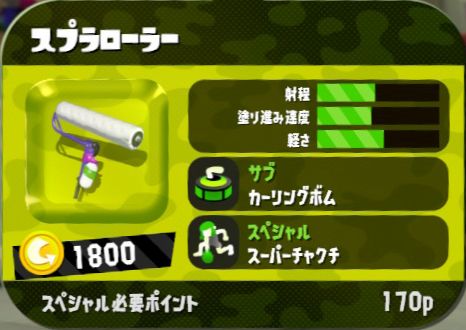 スプラローラー
射程
塗り進み速度
軽さ
サブ
カーリングボム
スペシャル
スーパーチャクチ
1800
スペシャル必要ポイント 170p